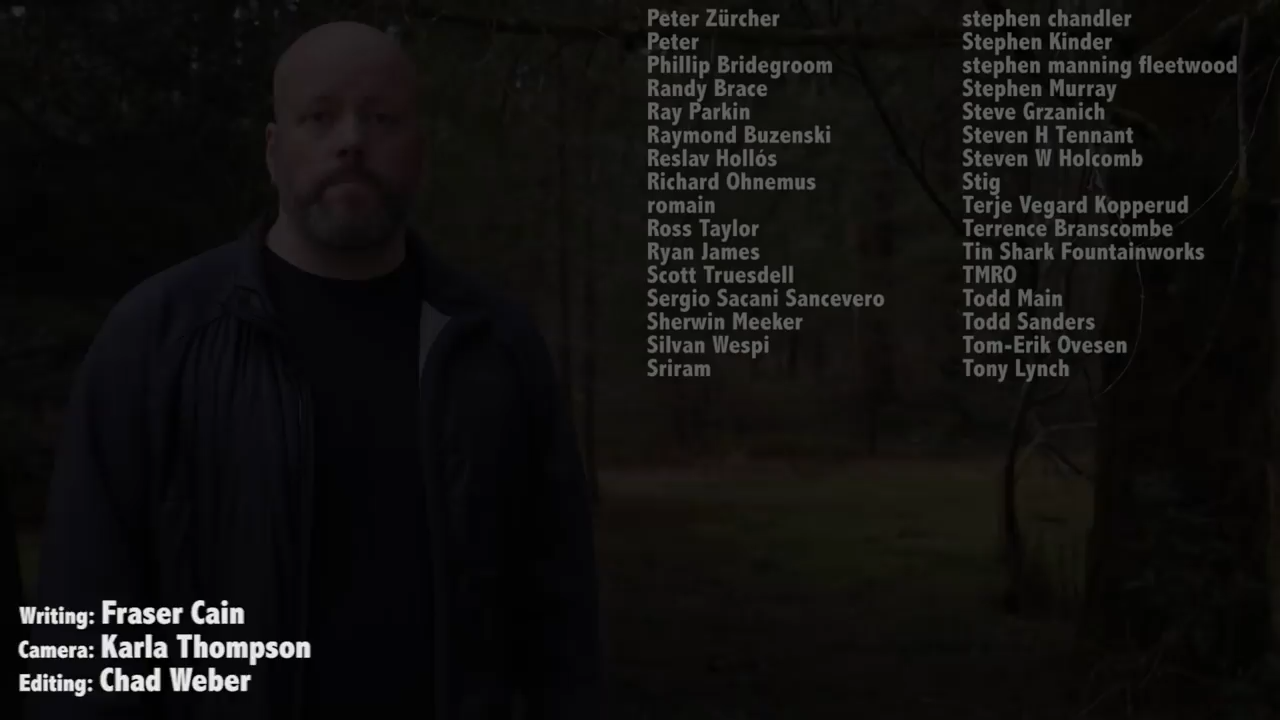 Peter Zürcher
Peter
Phillip Bridegroom
Randy Brace
Ray Parkin
Raymond Buzenski
Reslav Hollós
Richard Ohnemus
romain
Ross Taylor
Ryan James
Scott Truesdell
Sergio Sacani Sancevero
Sherwin Meeker
Silvan Wespi
Sriram
stephen chandler
Stephen Kinder
stephen manning fleetwood
Stephen Murray
Steve Grzanich
Steven H Tennant
Steven W Holcomb
Stig
Terje Vegard Kopperud
Terrence Branscombe
Tin Shark Fountainworks
TMRO
Todd Main
Todd Sanders
Tom-Erik Ovesen
Tony Lynch
Writing: Fraser Cain
Camera: Karla Thompson
Editing: Chad Weber